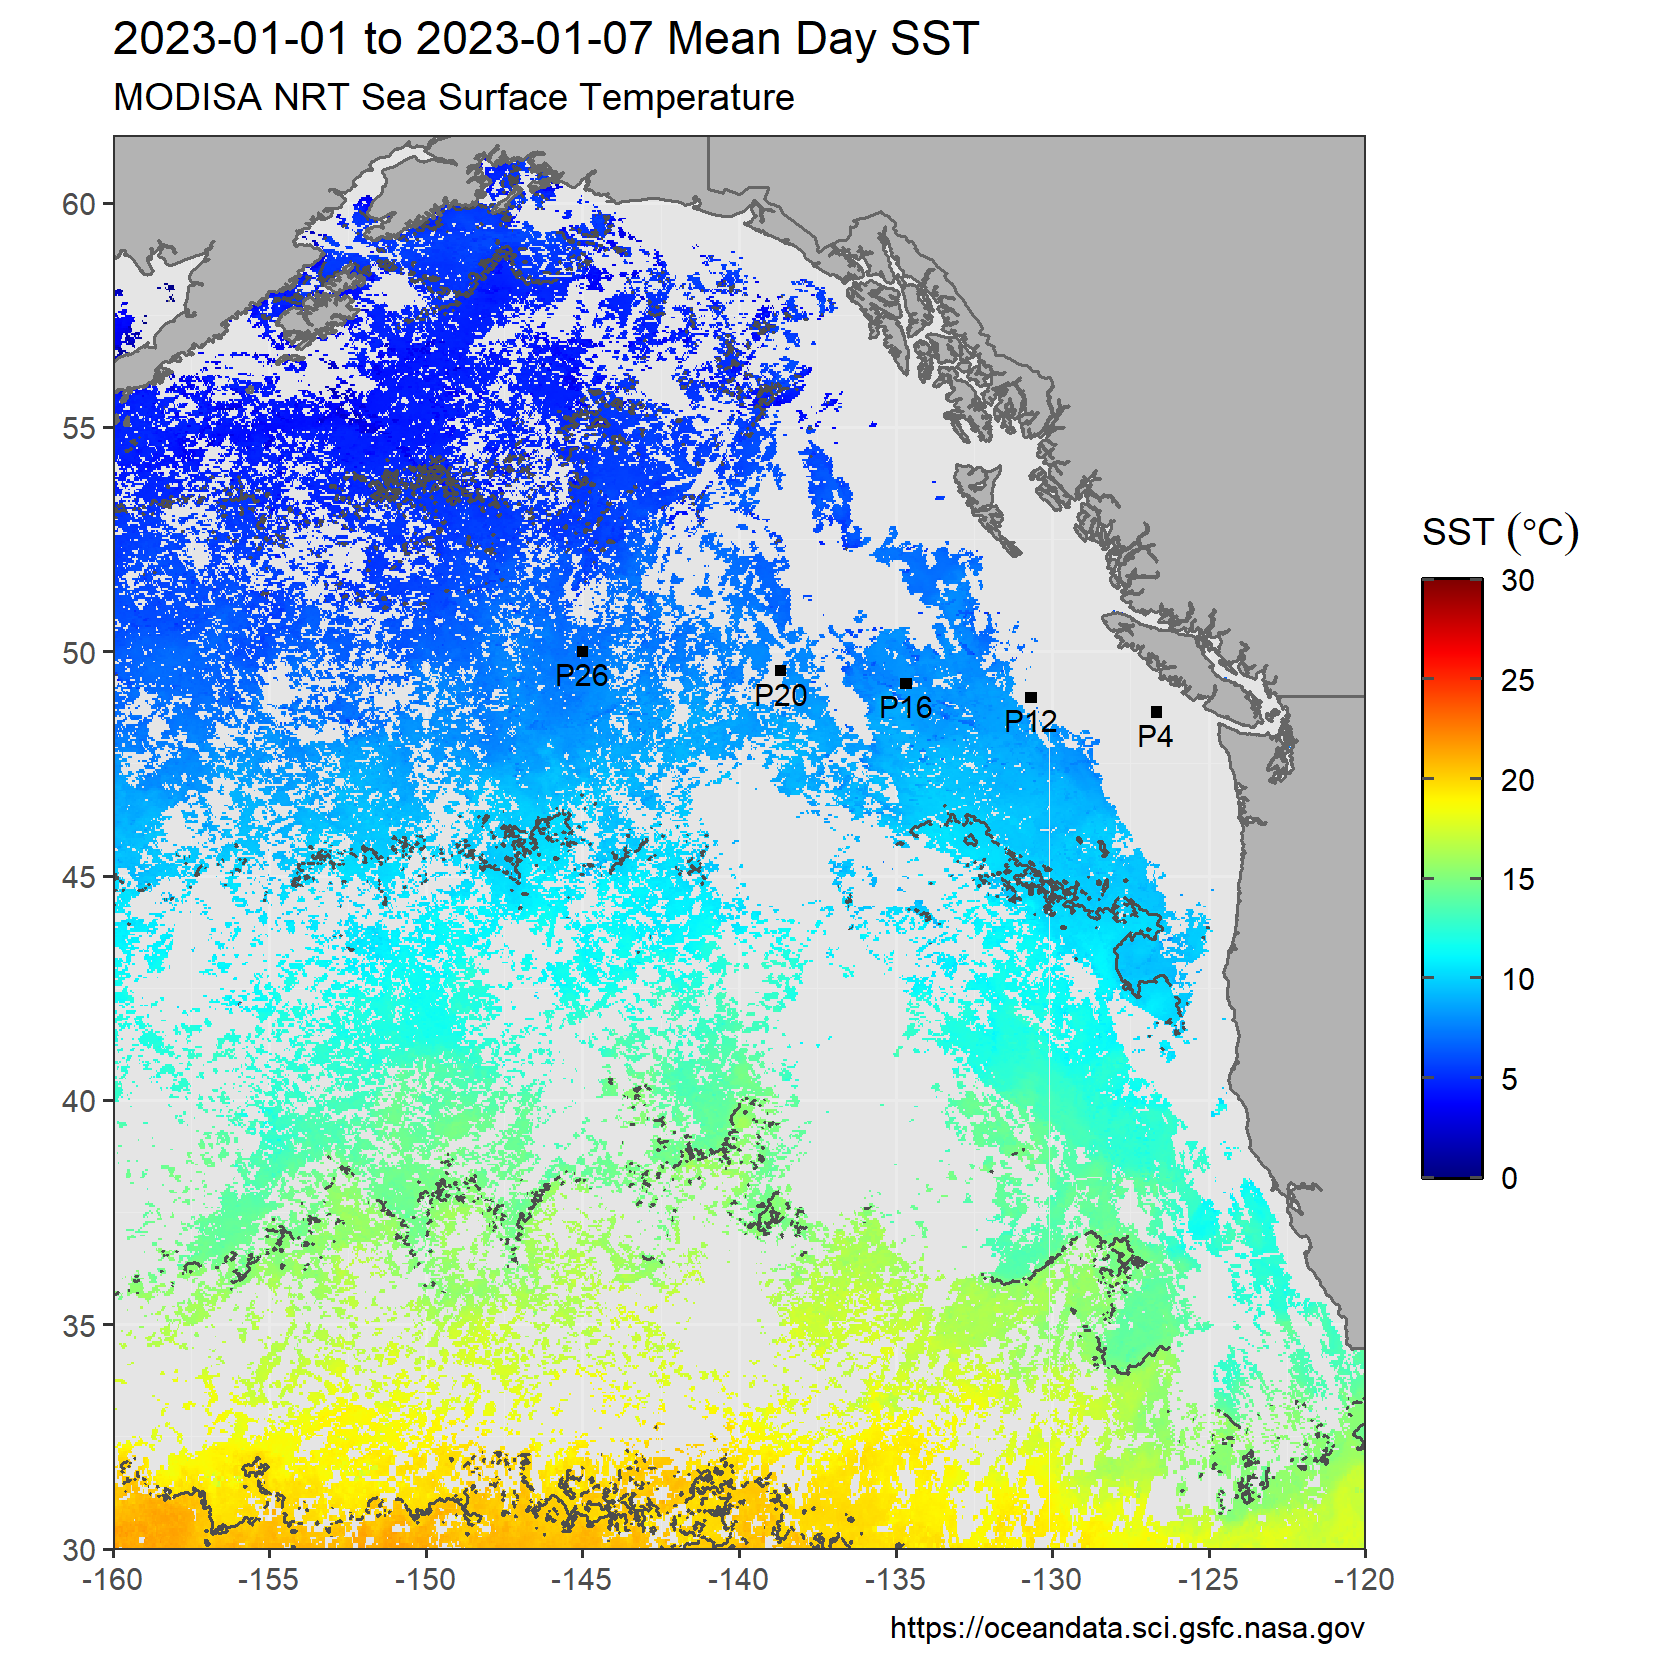 2023-01-01 to 2023-01-07 Mean Day SST
MODISA NRT Sea Surface Temperature
60
55
50
45
40
35
30
P26
P20
P16
P12
P4
SST (°C)
30
25
20
15
10
5
0
-160
-155
-150
-145
-140
-135
-130
-125
-120
https://oceandata.sci.gsfc.nasa.gov